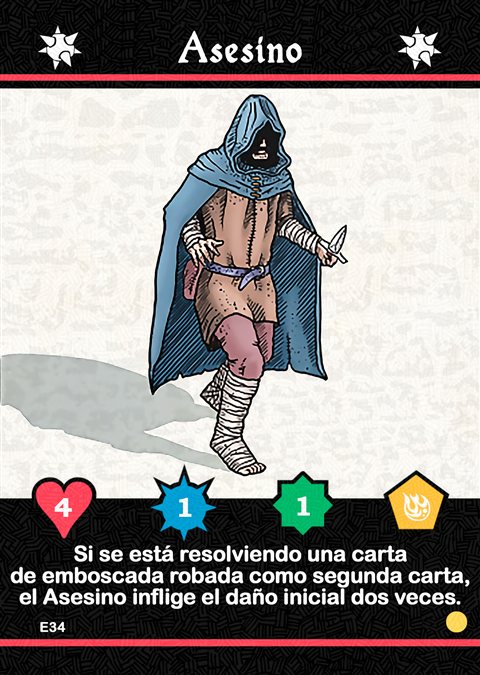 Asesino
4
1
1
Si se está resolviendo una carta
de emboscada robada como segunda carta,
el Asesino inflige el daño inicial dos veces.
E34